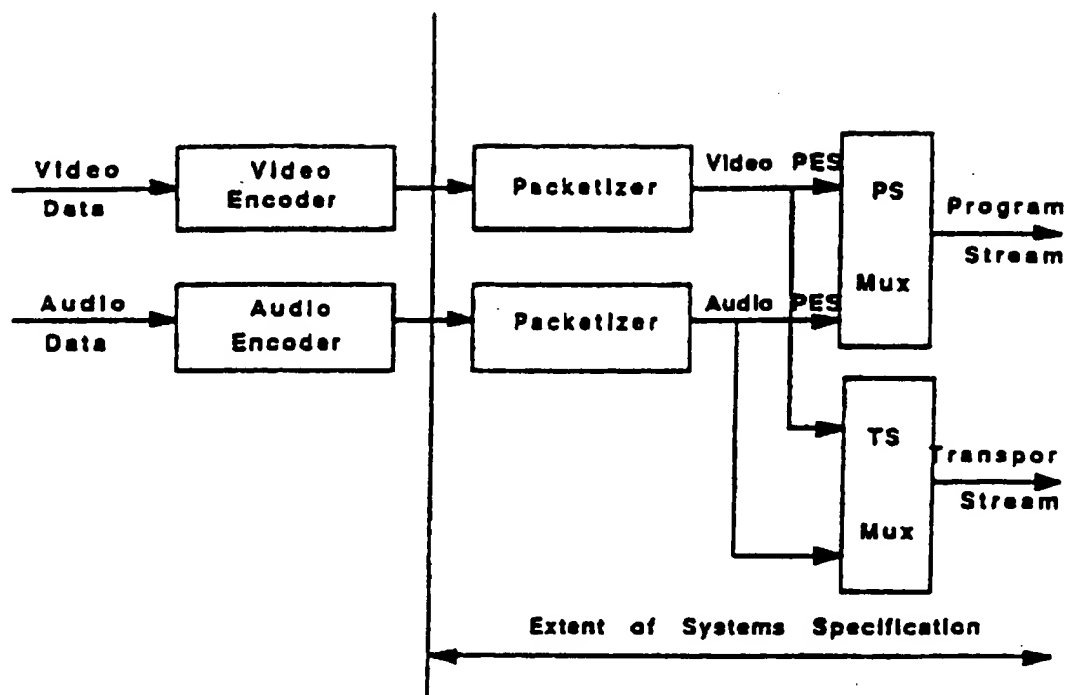 Video
Data
Video
Encoder
Packetizer
Video PES
PS
Mux
Program
Stream
Audio
Data
Audio
Encoder
Packetizer
Audio PES
TS
Mux
Transpor
Stream
Extent of Systems Specification